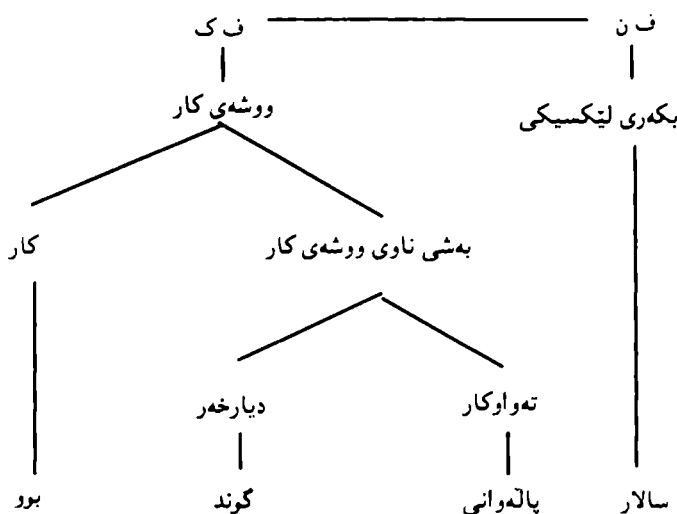 ف ن ف ک
بکەری لێکسیکی ووشەی کار
بەشی ناوی ووشەی کار کار
تەواوکار دیارخەر
سالار پاڵەوانی گوند بوو